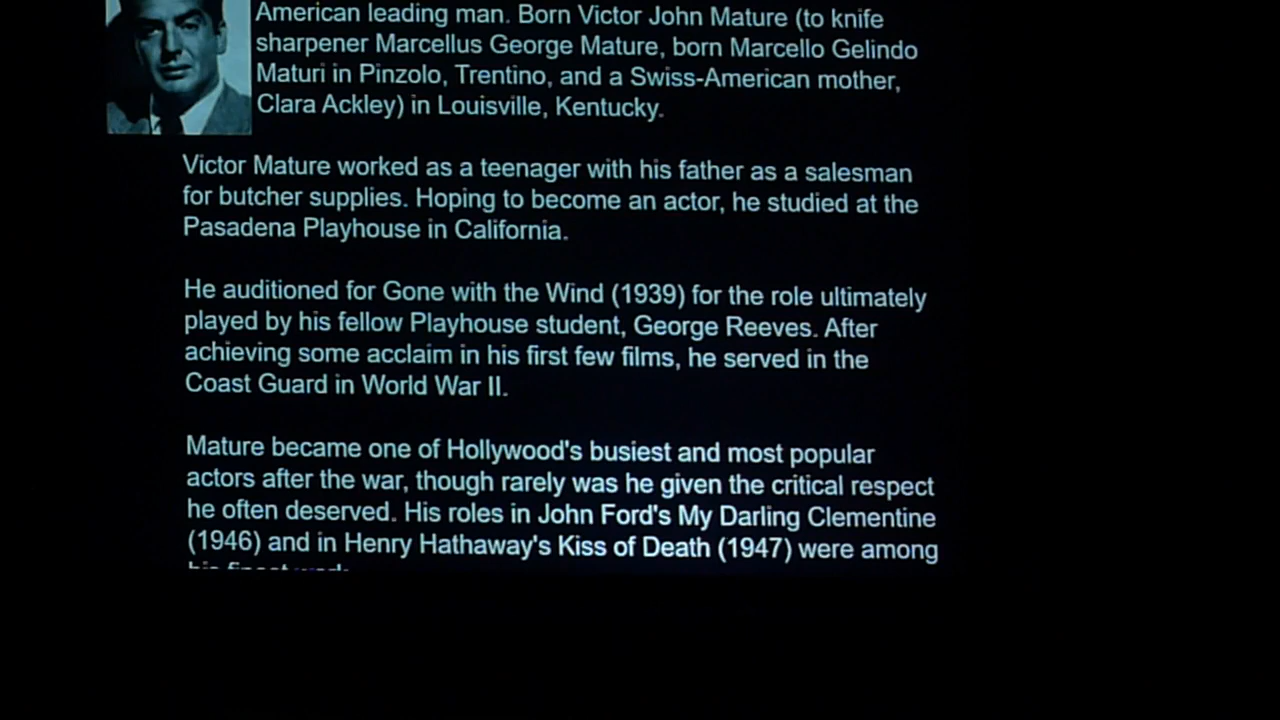 American leading man. Born Victor John Mature (to knife
sharpener Marcellus George Mature, born Marcello Gelindo
Maturi in Pinzolo, Trentino, and a Swiss-American mother,
Clara Ackley) in Louisville, Kentucky.
Victor Mature worked as a teenager with his father as a salesman
for butcher supplies. Hoping to become an actor, he studied at the
Pasadena Playhouse in California.
He auditioned for Gone with the Wind (1939) for the role ultimately
played by his fellow Playhouse student, George Reeves. After
achieving some acclaim in his first few films, he served in the
Coast Guard in World War II.
Mature became one of Hollywood's busiest and most popular
actors after the war, though rarely was he given the critical respect
he often deserved. His roles in John Ford's My Darling Clementine
(1946) and in Henry Hathaway's Kiss of Death (1947) were among
his finest work